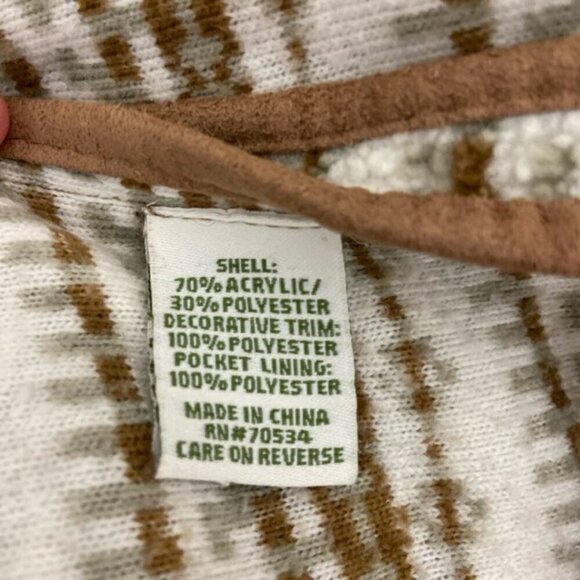 SHELL:
70% ACRYLIC/
30% POLYESTER
DECORATIVE TRIM:
100% POLYESTER
POCKET LINING:
100% POLYESTER
MADE IN CHINA
RN#70534
CARE ON REVERSE